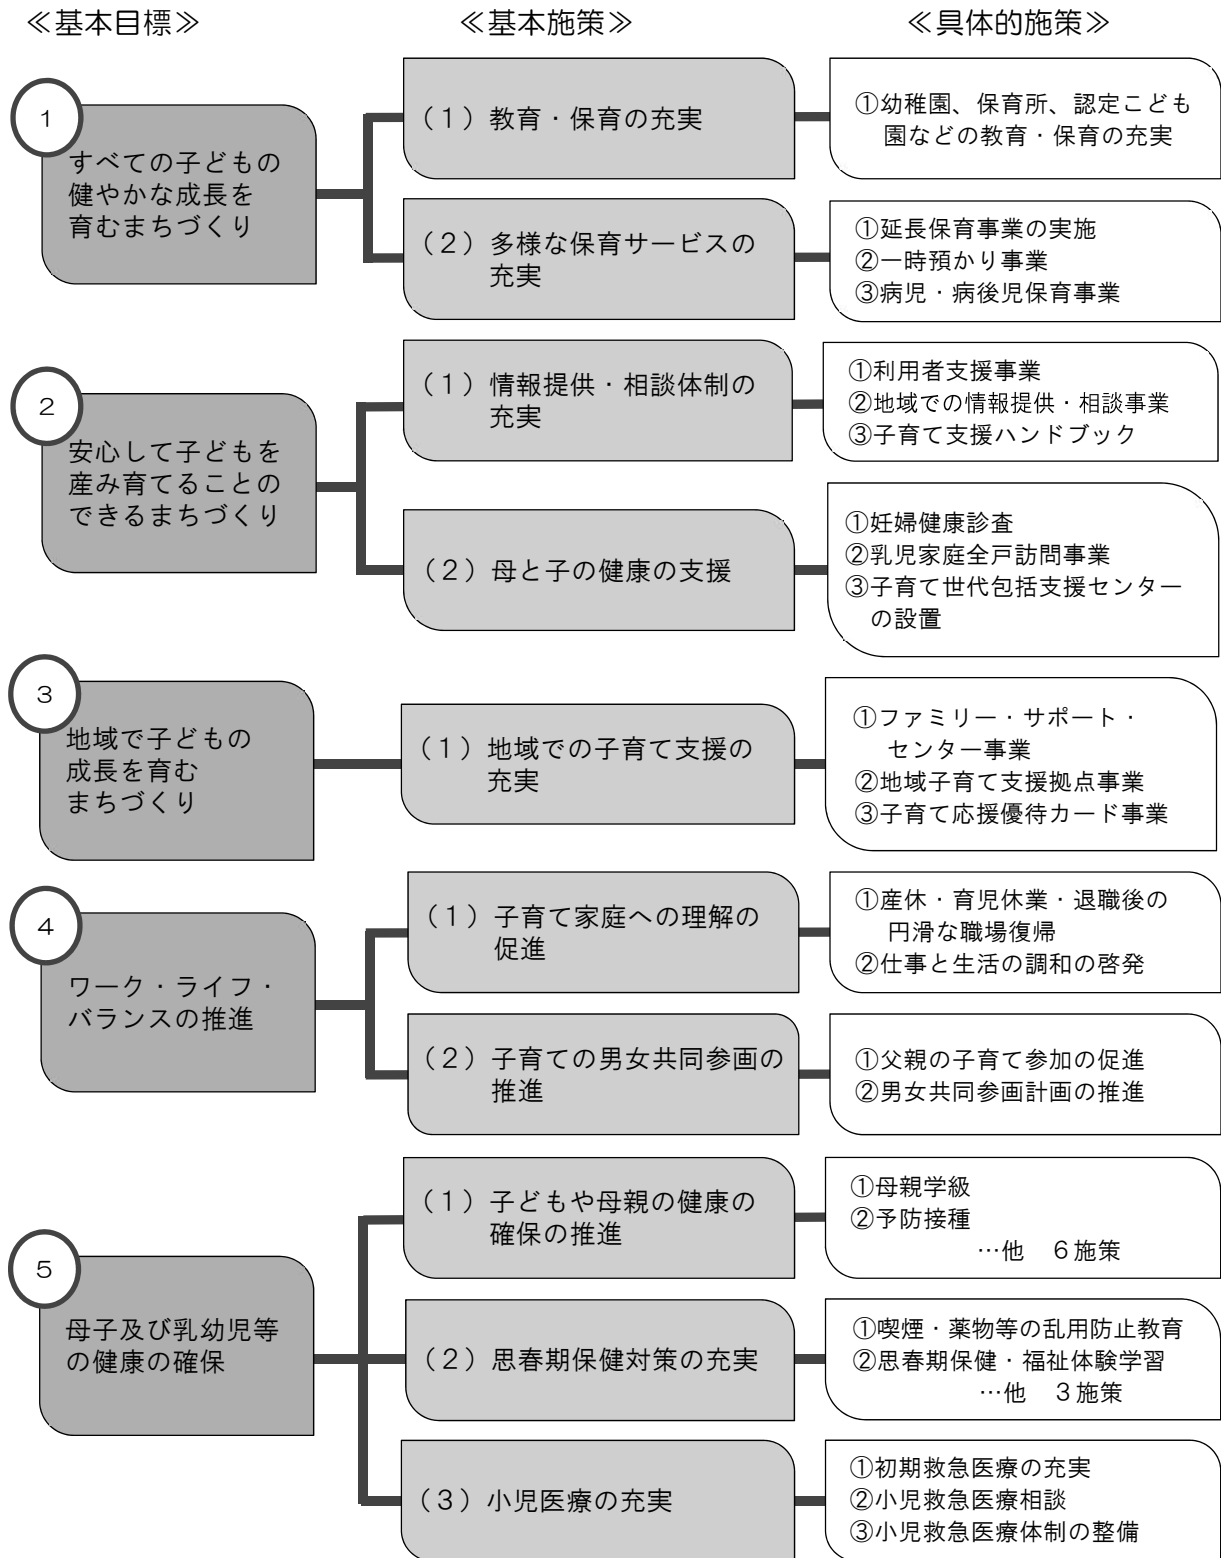 ≪基本目標≫
≪基本施策≫
≪具体的施策≫
1
すべての子どもの
健やかな成長を
育むまちづくり
(1)教育・保育の充実
①幼稚園、保育所、認定こども
園などの教育・保育の充実
(2)多様な保育サービスの
充実
①延長保育事業の実施
②一時預かり事業
③病児・病後児保育事業
2
安心して子どもを
産み育てることの
できるまちづくり
(1)情報提供・相談体制の
充実
①利用者支援事業
②地域での情報提供・相談事業
③子育て支援ハンドブック
(2)母と子の健康の支援
①妊婦健康診査
②乳児家庭全戸訪問事業
③子育て世代包括支援センター
の設置
3
地域で子どもの
成長を育む
まちづくり
(1)地域での子育て支援の
充実
①ファミリー・サポート・
センター事業
②地域子育て支援拠点事業
③子育て応援優待カード事業
4
ワーク・ライフ・
バランスの推進
(1)子育て家庭への理解の
促進
①産休・育児休業・退職後の
円滑な職場復帰
②仕事と生活の調和の啓発
(2)子育ての男女共同参画の
推進
①父親の子育て参加の促進
②男女共同参画計画の推進
5
母子及び乳幼児等
の健康の確保
(1)子どもや母親の健康の
確保の推進
①母親学級
②予防接種
…他 6施策
(2)思春期保健対策の充実
①喫煙・薬物等の乱用防止教育
②思春期保健・福祉体験学習
…他 3施策
(3)小児医療の充実
①初期救急医療の充実
②小児救急医療相談
③小児救急医療体制の整備